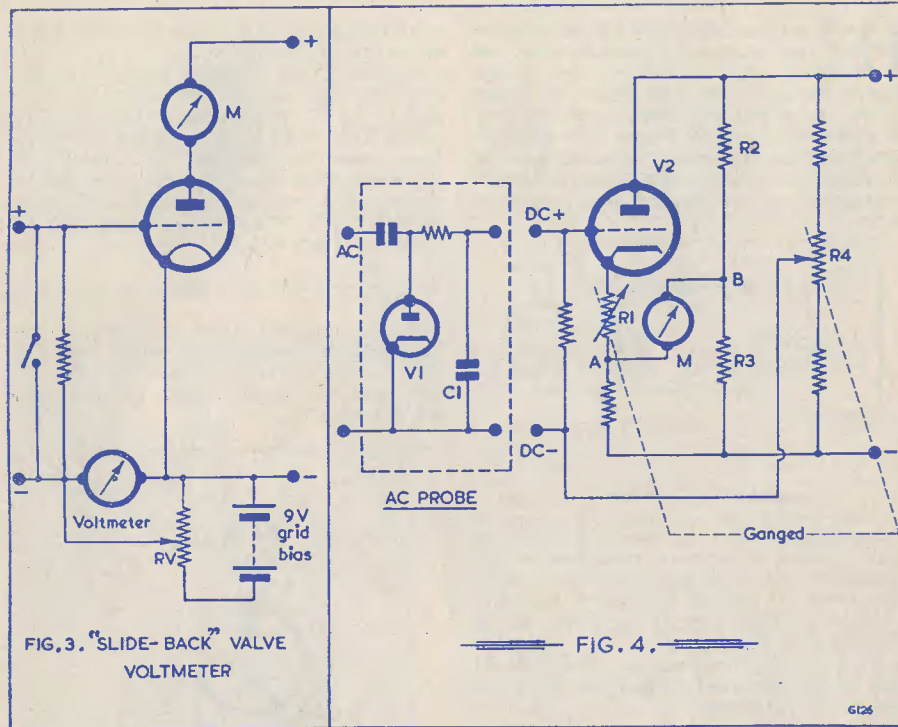 +
M
+
-
Voltmeter
RV
9V
grid
bias
-
FIG.3. "SLIDE-BACK" VALVE
VOLTMETER
AC
V1
C1
AC PROBE
DC+
DC-
V2
R1
A
M
B
R2
R3
R4
+
-
Ganged
FIG.4.
G126